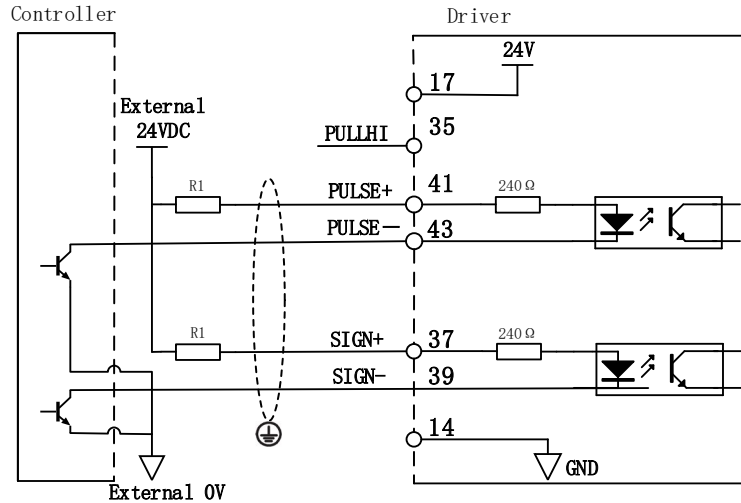 Controller
Driver
24V
17
External
24VDC
35
PULLHI
R1
PULSE+
41
240Ω
PULSE−
43
R1
SIGN+
37
240Ω
SIGN−
39
14
GND
External 0V